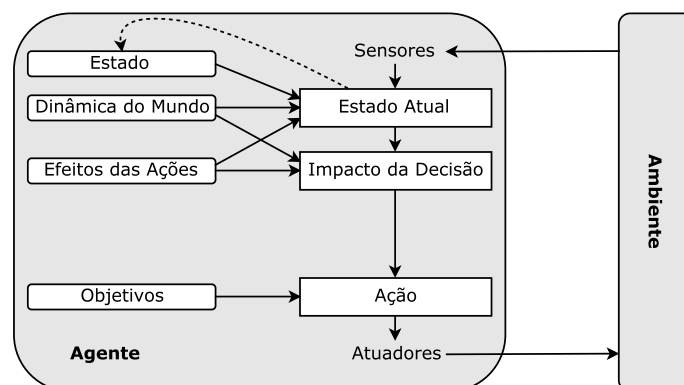 Sensores
Estado
Dinâmica do Mundo
Estado Atual
Efeitos das Ações
Impacto da Decisão
Ambiente
Objetivos
Ação
Agente
Atuadores